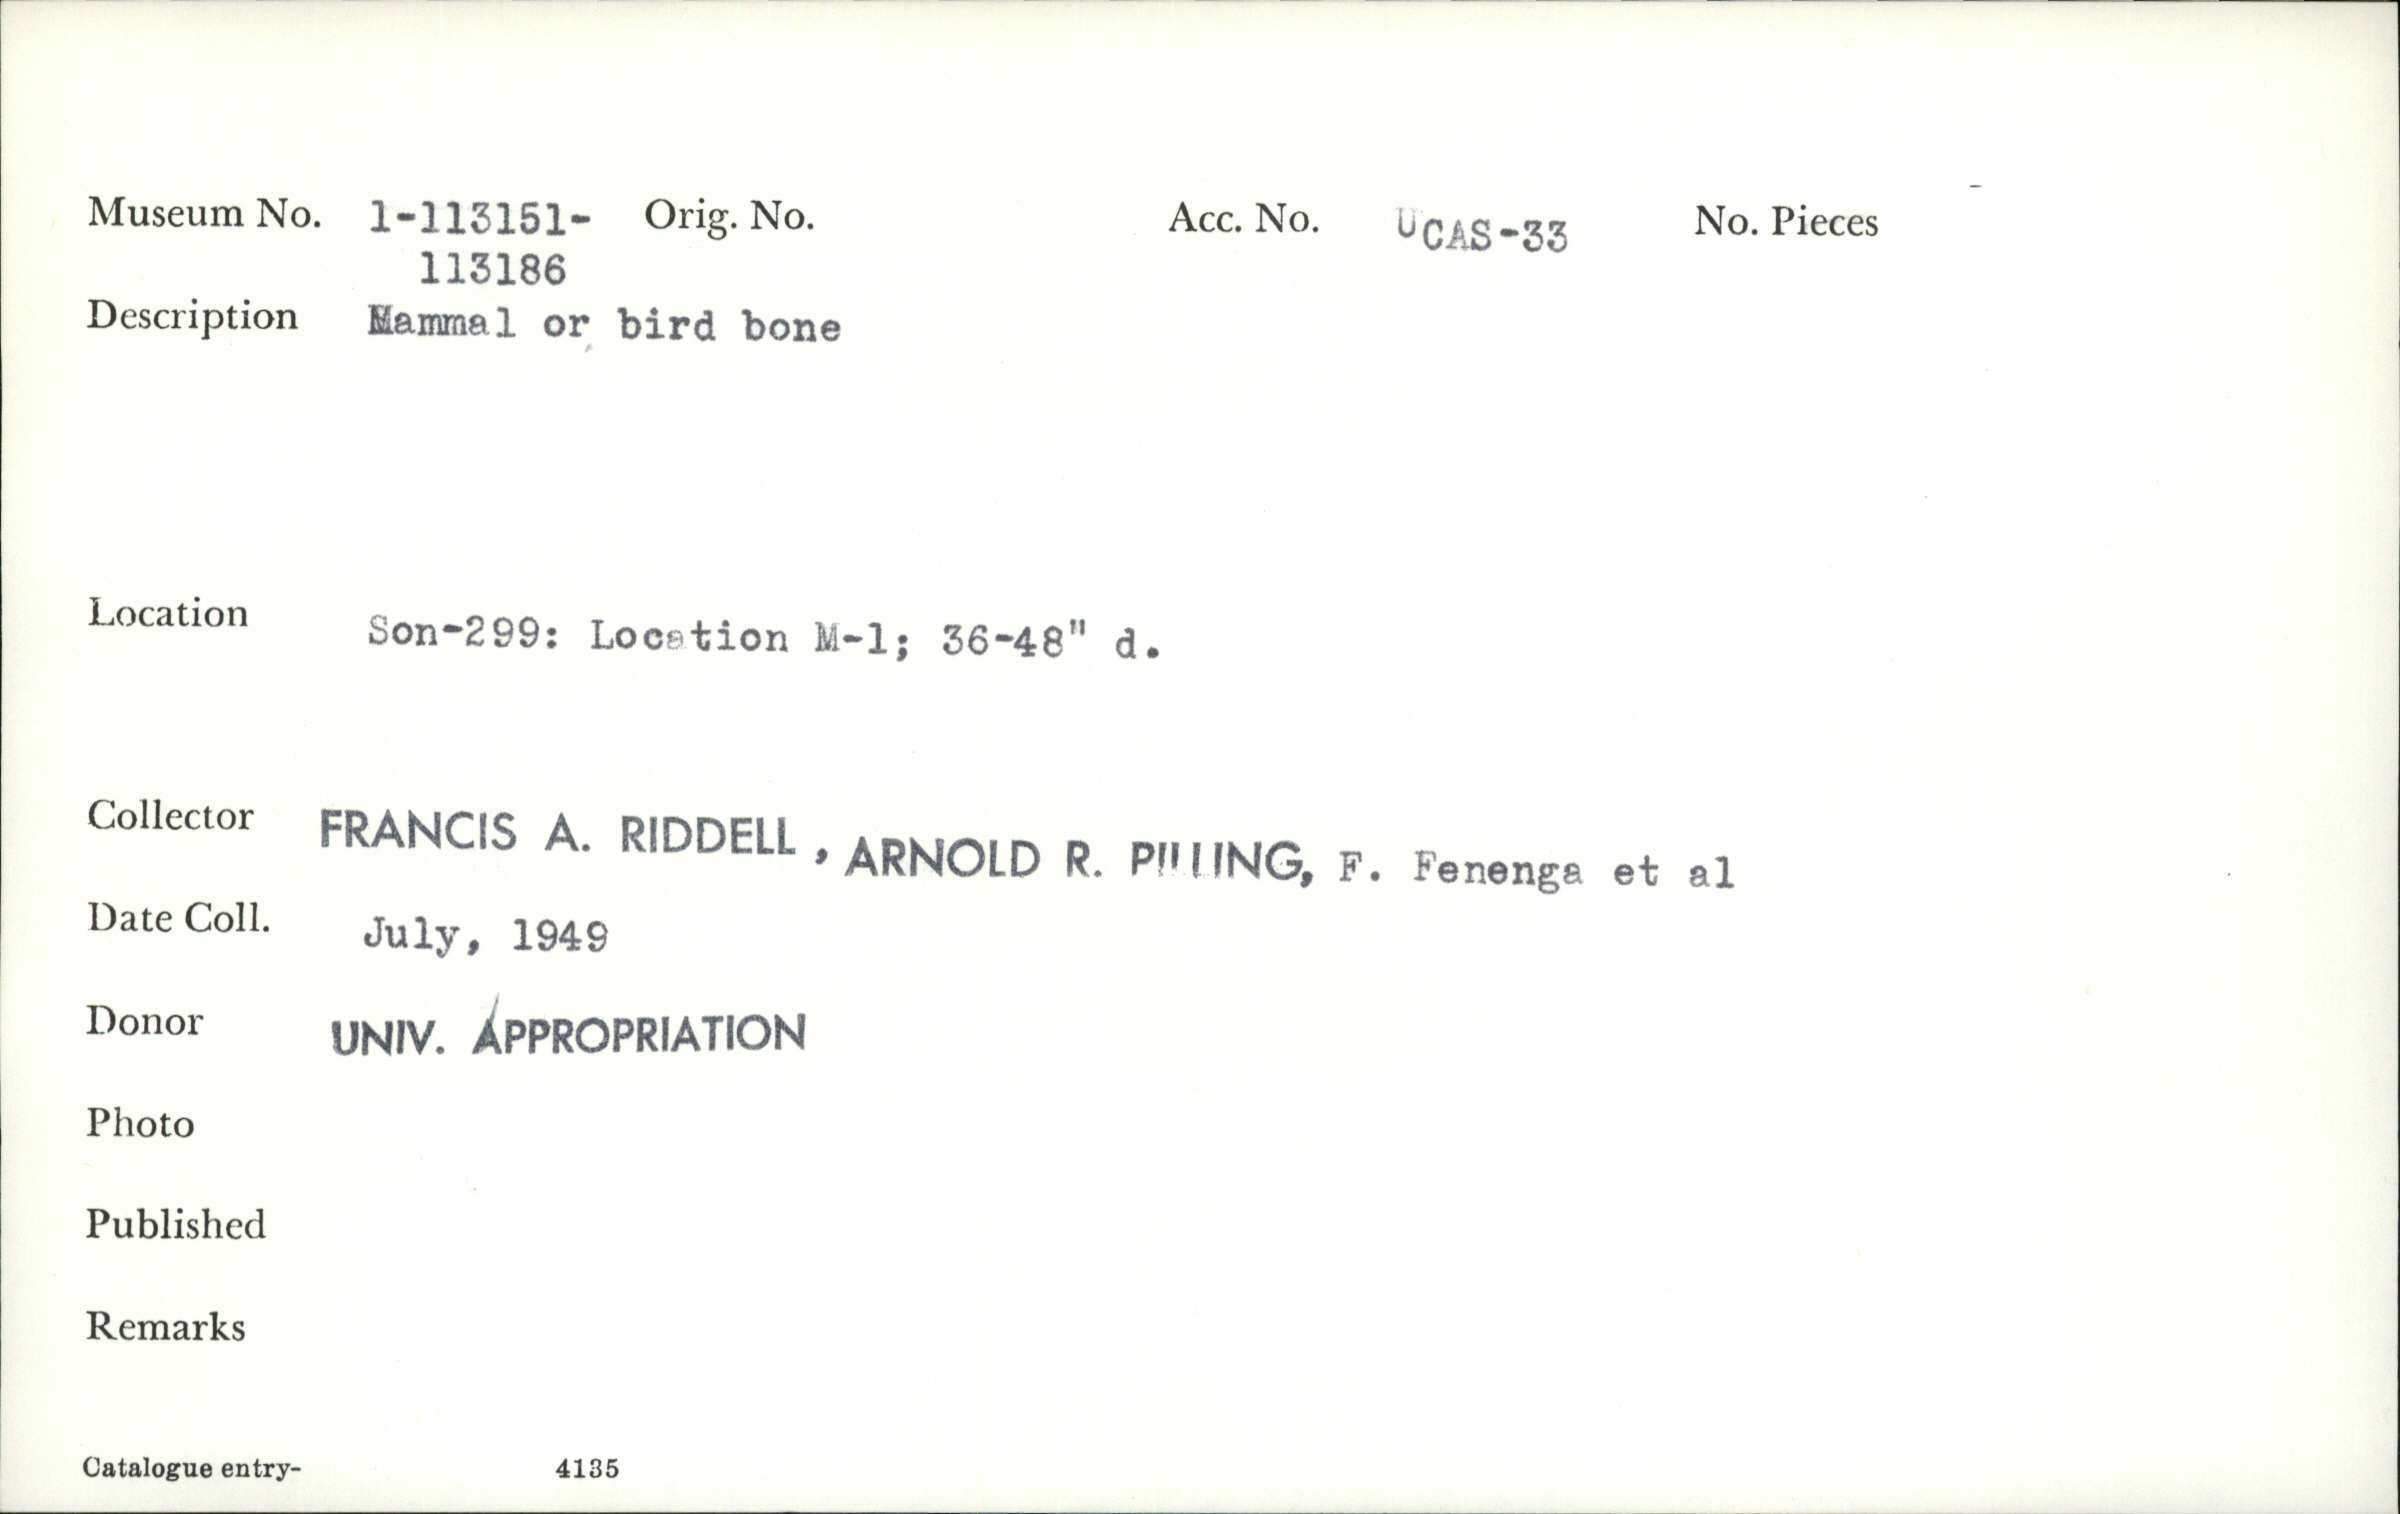 Museum No. 1-113151- Orig. No. Acc. No. UCAS-33 No. Pieces
113186
Description Mammal or bird bone
Location Son-299: Location M-1; 36-48" d.
Collector FRANCIS A. RIDDELL, ARNOLD R. PILLING, F. Fenenga et al
Date Coll. July, 1949
Donor UNIV. APPROPRIATION
Photo
Published
Remarks
Catalogue entry- 4135